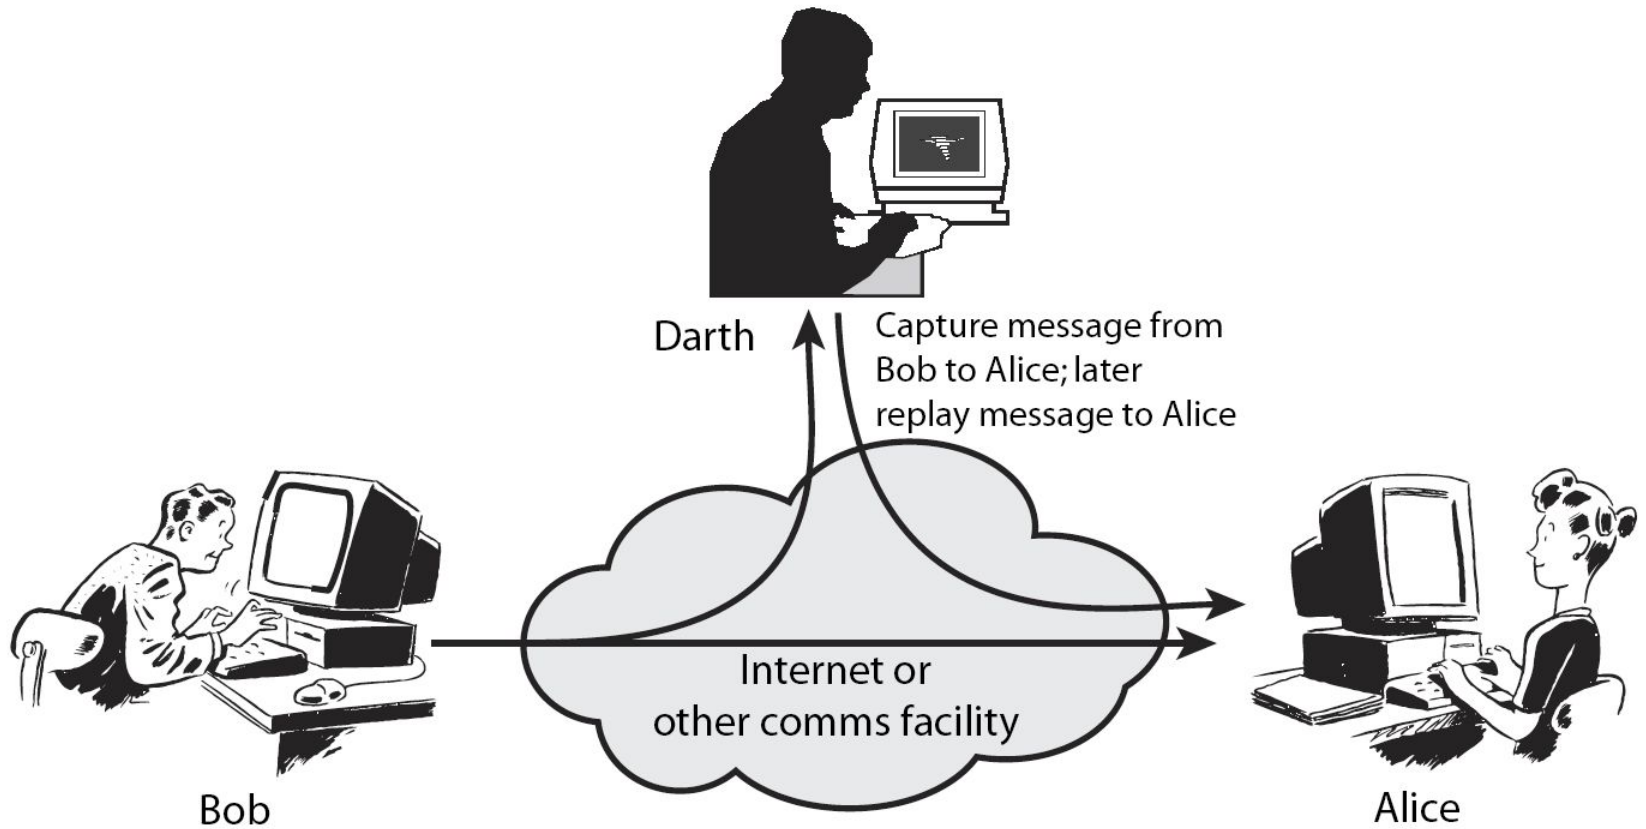 Darth
Capture message from
Bob to Alice; later
replay message to Alice
Internet or
other comms facility
Bob
Alice